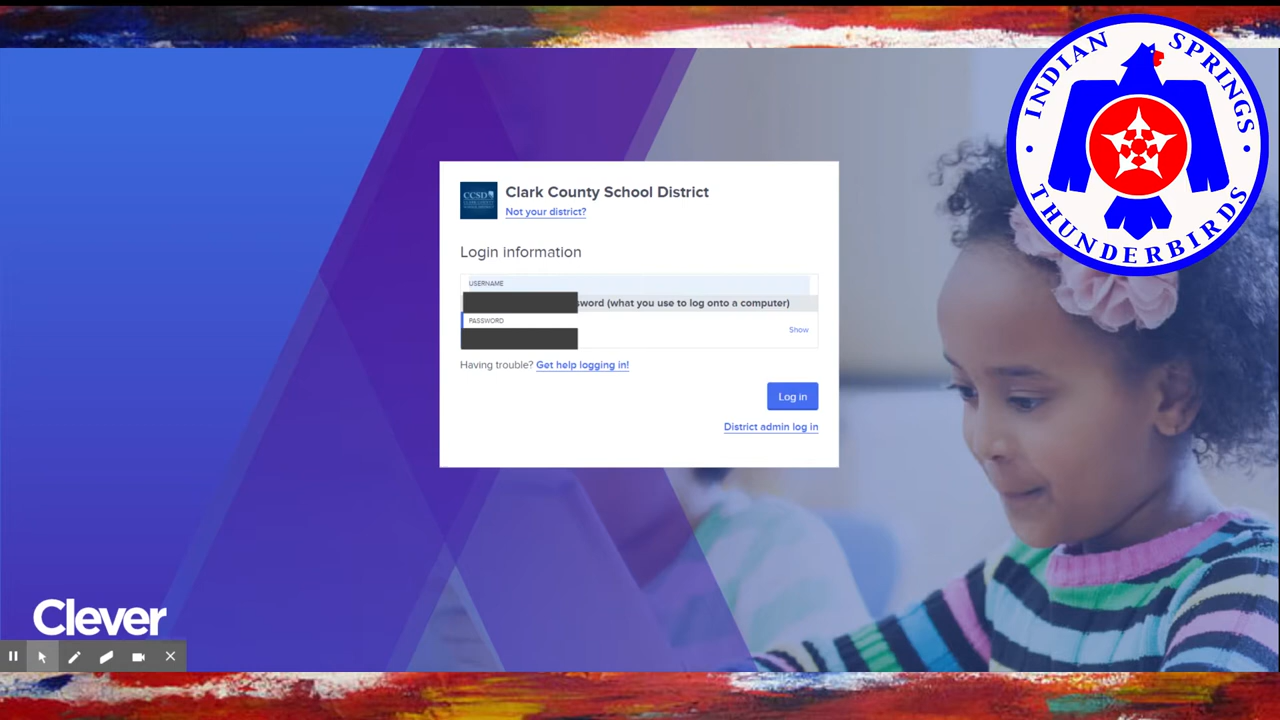 INDIAN SPRINGS
THUNDERBIRDS
CCSD
Clark County School District
Not your district?
Login information
USERNAME
sword (what you use to log onto a computer)
PASSWORD
Show
Having trouble? Get help logging in!
Log in
District admin log in
Clever